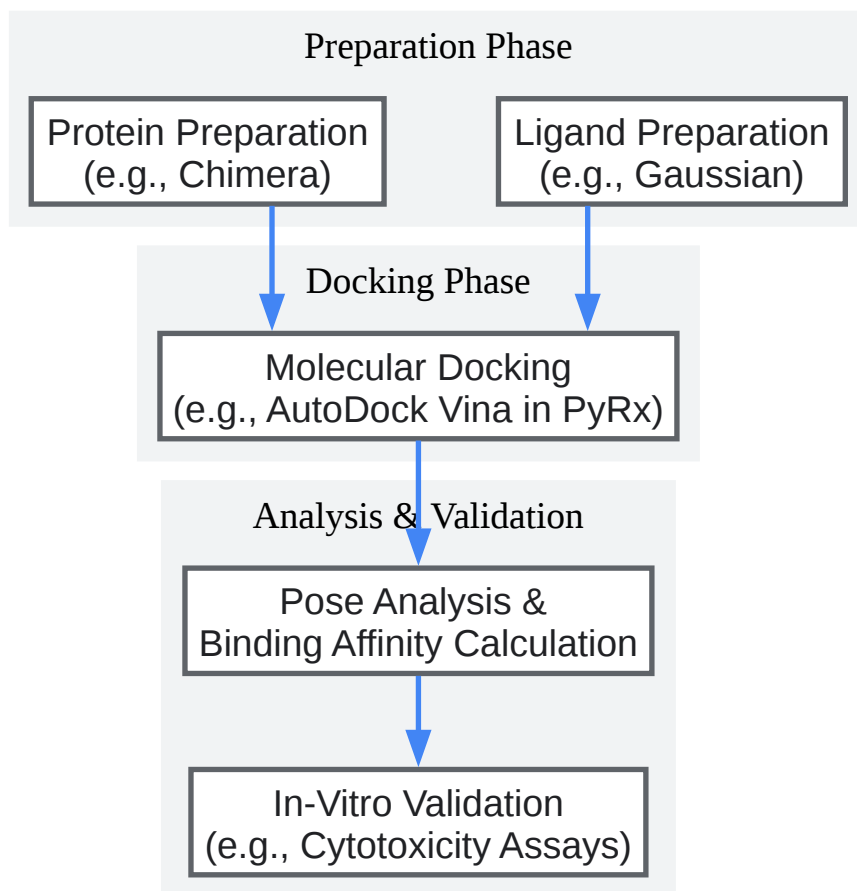 Preparation Phase
Protein Preparation
(e.g., Chimera)
Ligand Preparation
(e.g., Gaussian)
Docking Phase
Molecular Docking
(e.g., AutoDock Vina in PyRx)
Analysis & Validation
Pose Analysis &
Binding Affinity Calculation
In-Vitro Validation
(e.g., Cytotoxicity Assays)